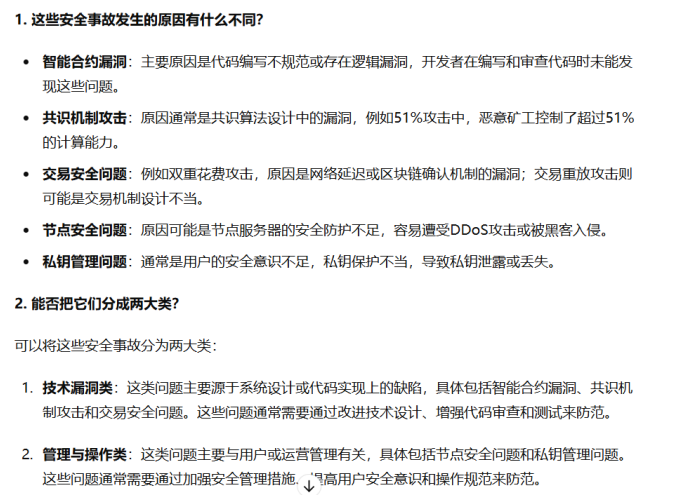 1. 这些安全事故发生的原因有什么不同?
• 智能合约漏洞：主要原因是代码编写不规范或存在逻辑漏洞，开发者在编写和审查代码时未能发
现这些问题。
• 共识机制攻击：原因通常是共识算法设计中的漏洞，例如51%攻击中，恶意矿工控制了超过51%
的计算能力。
• 交易安全问题：例如双重花费攻击，原因是网络延迟或区块链确认机制的漏洞；交易重放攻击则
可能是交易机制设计不当。
• 节点安全问题：原因可能是节点服务器的安全防护不足，容易遭受DDoS攻击或被黑客入侵。
• 私钥管理问题：通常是用户的安全意识不足，私钥保护不当，导致私钥泄露或丢失。
2. 能否把它们分成两大类?
可以将这些安全事故分为两大类：
1. 技术漏洞类：这类问题主要源于系统设计或代码实现上的缺陷，具体包括智能合约漏洞、共识机
制攻击和交易安全问题。这些问题通常需要通过改进技术设计、增强代码审查和测试来防范。
2. 管理与操作类：这类问题主要与用户或运营管理有关，具体包括节点安全问题和私钥管理问题。
这些问题通常需要通过加强安全管理措施、提高用户安全意识和操作规范来防范。